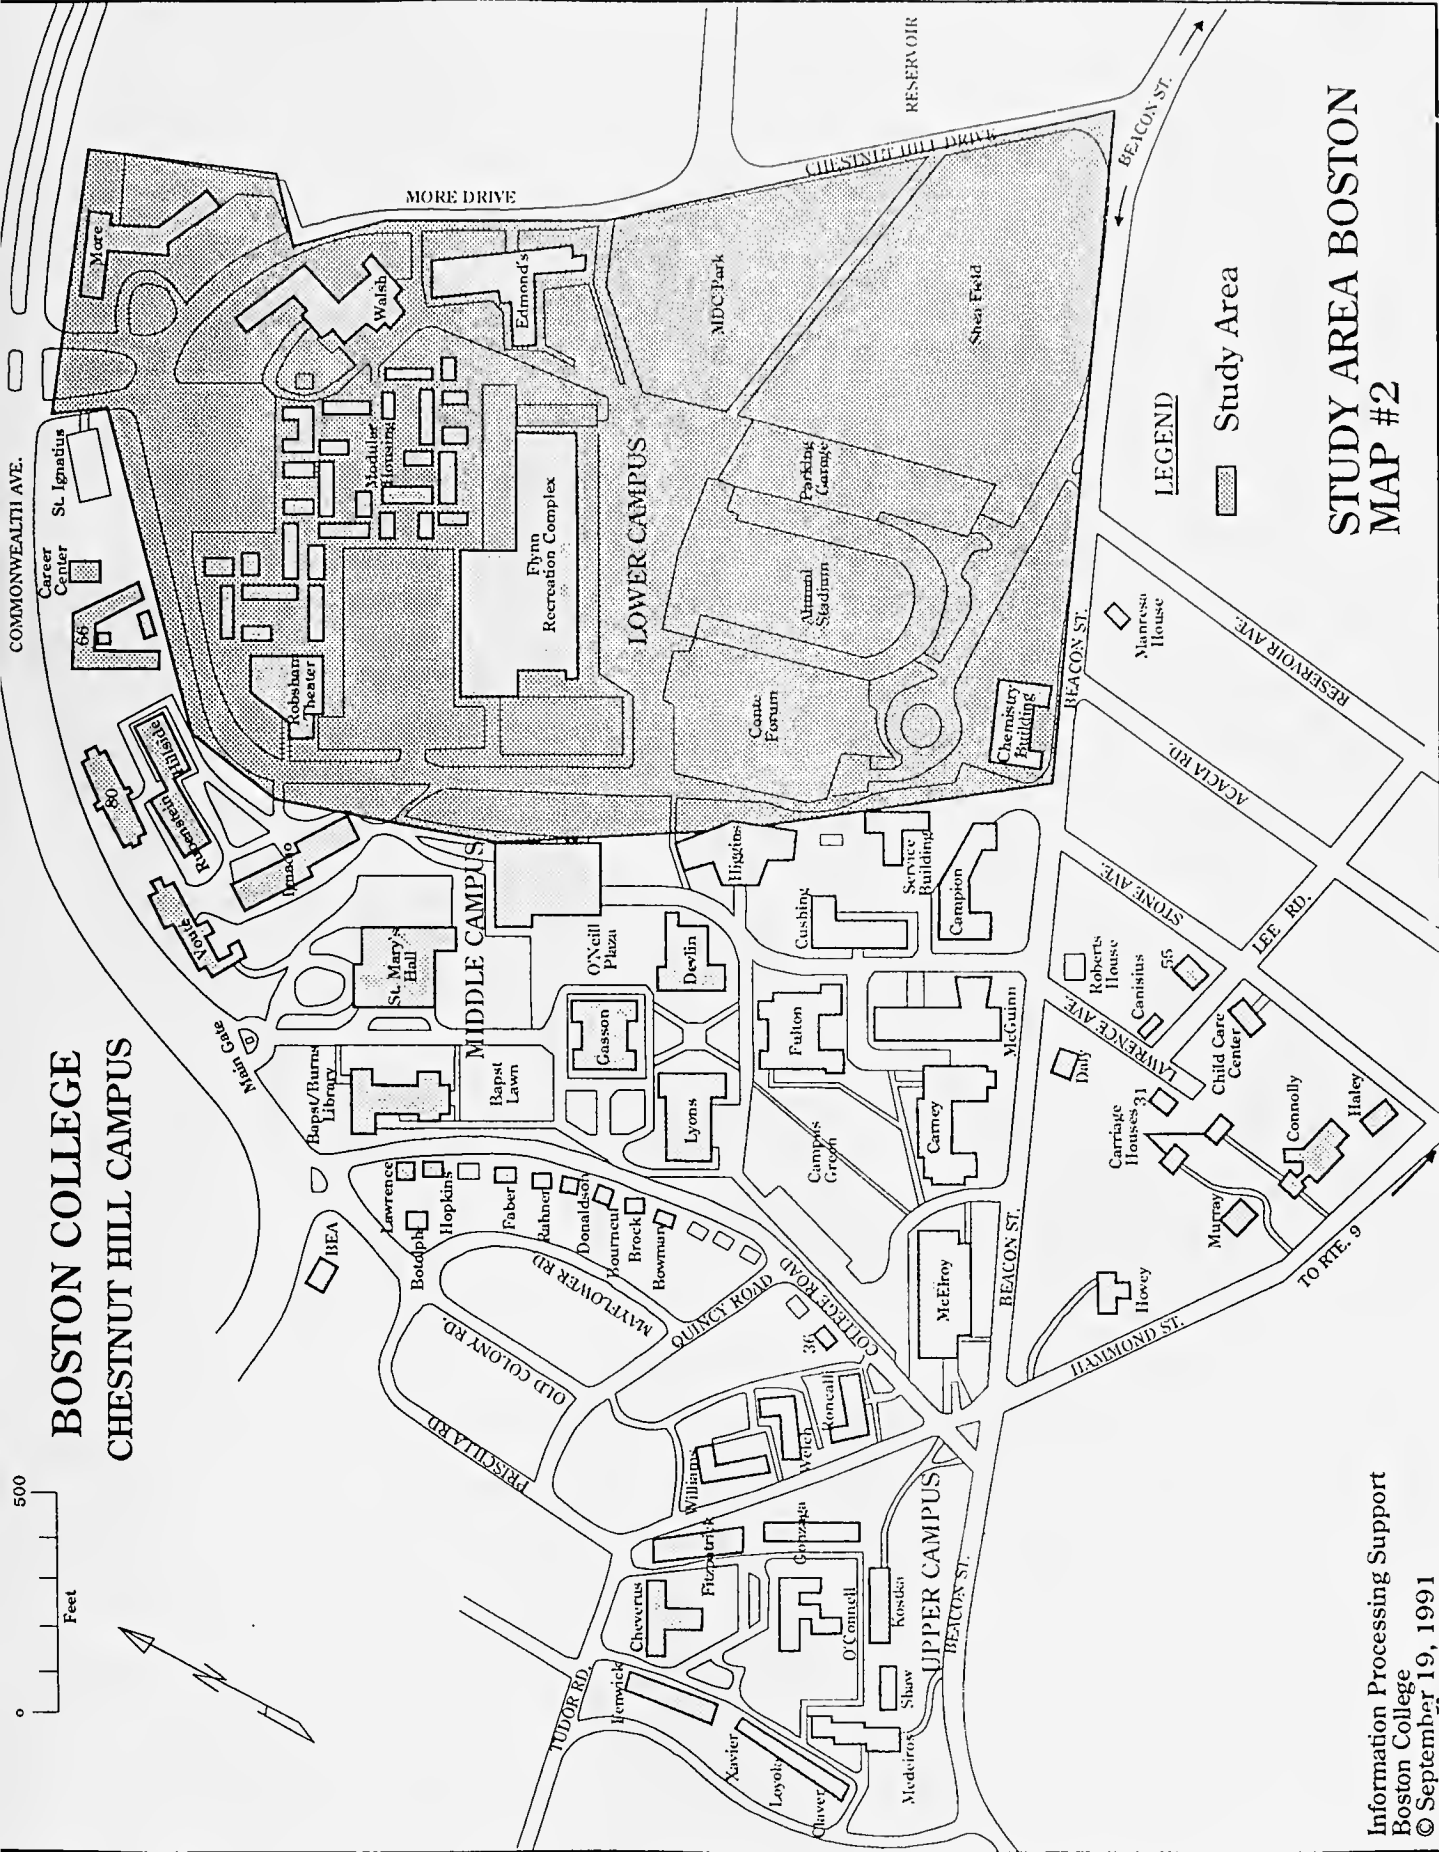 BOSTON COLLEGE
CHESTNUT HILL CAMPUS
0
500
Feet
COMMONWEALTH AVE.
Main Gate
BEA
St. Ignatius
Career
Center
66
80
Hillside
Rubenstein
Ignacio
Voute
More
Walsh
Edmond's
MORE DRIVE
CHESTNUT HILL DRIVE
RESERVOIR
BEACON ST.
MDC Park
Shea Field
Modular
Housing
Robsham
Theater
Flynn
Recreation Complex
LOWER CAMPUS
Parking
Garage
Alumni
Stadium
Conte
Forum
Chemistry
Building
MIDDLE CAMPUS
St. Mary's
Hall
Bapst/Burns
Library
Bapst
Lawn
O'Neill
Plaza
Gasson
Devlin
Lyons
Higgins
Service
Building
Cushing
Campion
Fulton
McGuinn
Carney
Campus
Green
McElroy
Lawrence
Botolph
Hopkins
Faber
Rahner
Donaldson
Bourneuf
Brock
Bowman
MAYFLOWER RD
OLD COLONY RD.
PRISCILLA RD
QUINCY ROAD
COLLEGE ROAD
36
Roncalli
Welch
Williams
Fitzpatrick
Gonzaga
Cheverus
O'Connell
Kostka
Shaw
Medeiros
Fenwick
Xavier
Loyola
Claver
TUDOR RD.
UPPER CAMPUS
BEACON ST.
BEACON ST.
BEACON ST.
HAMMOND ST.
TO RTE. 9
Hovey
Murray
Carriage
Houses
31
Connolly
Haley
Child Care
Center
Daly
LAWRENCE AVE.
Canisius
55
Roberts
House
STONE AVE.
LEE RD.
ACACIA RD.
RESERVOIR AVE.
Manresa
House
LEGEND
Study Area
STUDY AREA BOSTON
MAP #2
Information Processing Support
Boston College
© September 19, 1991